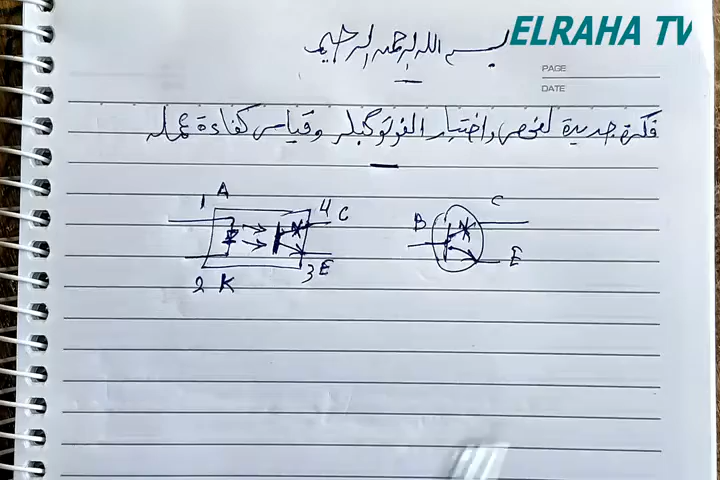 بسم الله الرحمن الرحيم
ELRAHA TV
PAGE
DATE
فكرة جديدة لفحص واختبار الفوتوكبلر وقياس كفاءة عمله
1 A 4 C
2 K 3 E
B C E